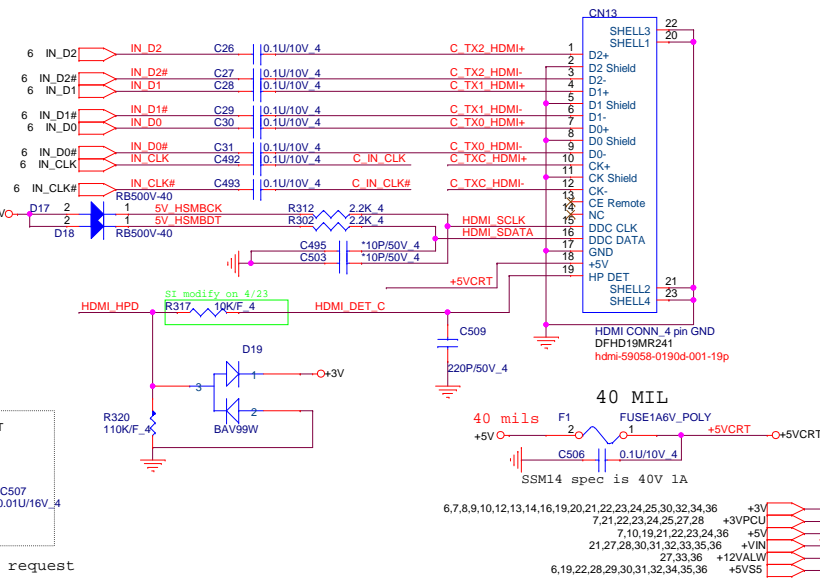 CN13
6 IN_D2 IN_D2 C26 0.1U/10V_4 C_TX2_HDMI+ 1 D2+ SHELL3 22
SHELL1 20
2 D2 Shield
6 IN_D2# IN_D2# C27 0.1U/10V_4 C_TX2_HDMI- 3 D2-
6 IN_D1 IN_D1 C28 0.1U/10V_4 C_TX1_HDMI+ 4 D1+
5 D1 Shield
6 IN_D1# IN_D1# C29 0.1U/10V_4 C_TX1_HDMI- 6 D1-
6 IN_D0 IN_D0 C30 0.1U/10V_4 C_TX0_HDMI+ 7 D0+
8 D0 Shield
6 IN_D0# IN_D0# C31 0.1U/10V_4 C_TX0_HDMI- 9 D0-
6 IN_CLK IN_CLK C492 0.1U/10V_4 C_IN_CLK C_TXC_HDMI+ 10 CK+
11 CK Shield
6 IN_CLK# IN_CLK# C493 0.1U/10V_4 C_IN_CLK# C_TXC_HDMI- 12 CK-
RB500V-40 13 CE Remote
D17 2 1 5V_HSMBCK R312 2.2K_4 14 NC
2 1 5V_HSMBDT R302 2.2K_4 HDMI_SCLK 15 DDC CLK
D18 RB500V-40 HDMI_SDATA 16 DDC DATA
C495 *10P/50V_4 17 GND
C503 *10P/50V_4 18 +5V
+5VCRT 19 HP DET
SHELL2 21
SHELL4 23
SI modify on 4/23
HDMI_HPD R317 10K/F_4 HDMI_DET_C
C509
220P/50V_4
HDMI CONN_4 pin GND
DFHD19MR241
hdmi-59058-0190d-001-19p
D19
3 1 +3V
2
BAV99W
R320
110K/F_4
40 MIL
40 mils F1 FUSE1A6V_POLY
+5V 2 1 +5VCRT +5VCRT
C506 0.1U/10V_4
SSM14 spec is 40V 1A
C507
0.01U/16V_4
request
6,7,8,9,10,12,13,14,16,19,20,21,22,23,24,25,30,32,34,36 +3V
7,21,22,23,24,25,27,28 +3VPCU
7,10,19,21,22,23,24,36 +5V
21,27,28,30,31,32,33,35,36 +VIN
27,33,36 +12VALW
6,19,22,28,29,30,31,32,34,35,36 +5VS5